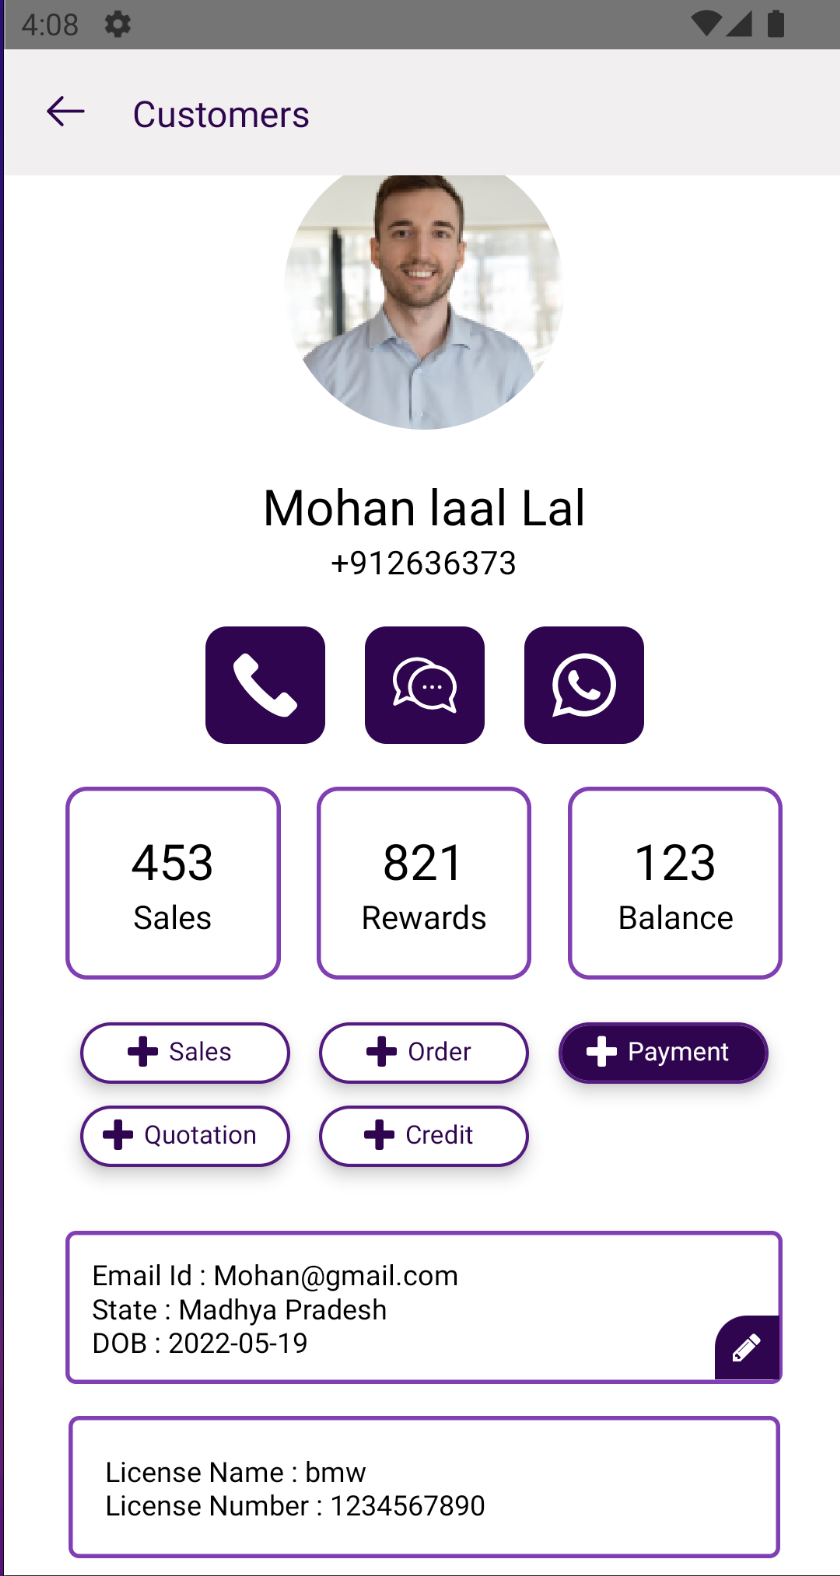 4:08
Customers
Mohan laal Lal
+912636373
453 821 123
Sales Rewards Balance
Sales Order Payment
Quotation Credit
Email Id : Mohan@gmail.com
State : Madhya Pradesh
DOB : 2022-05-19
License Name : bmw
License Number : 1234567890